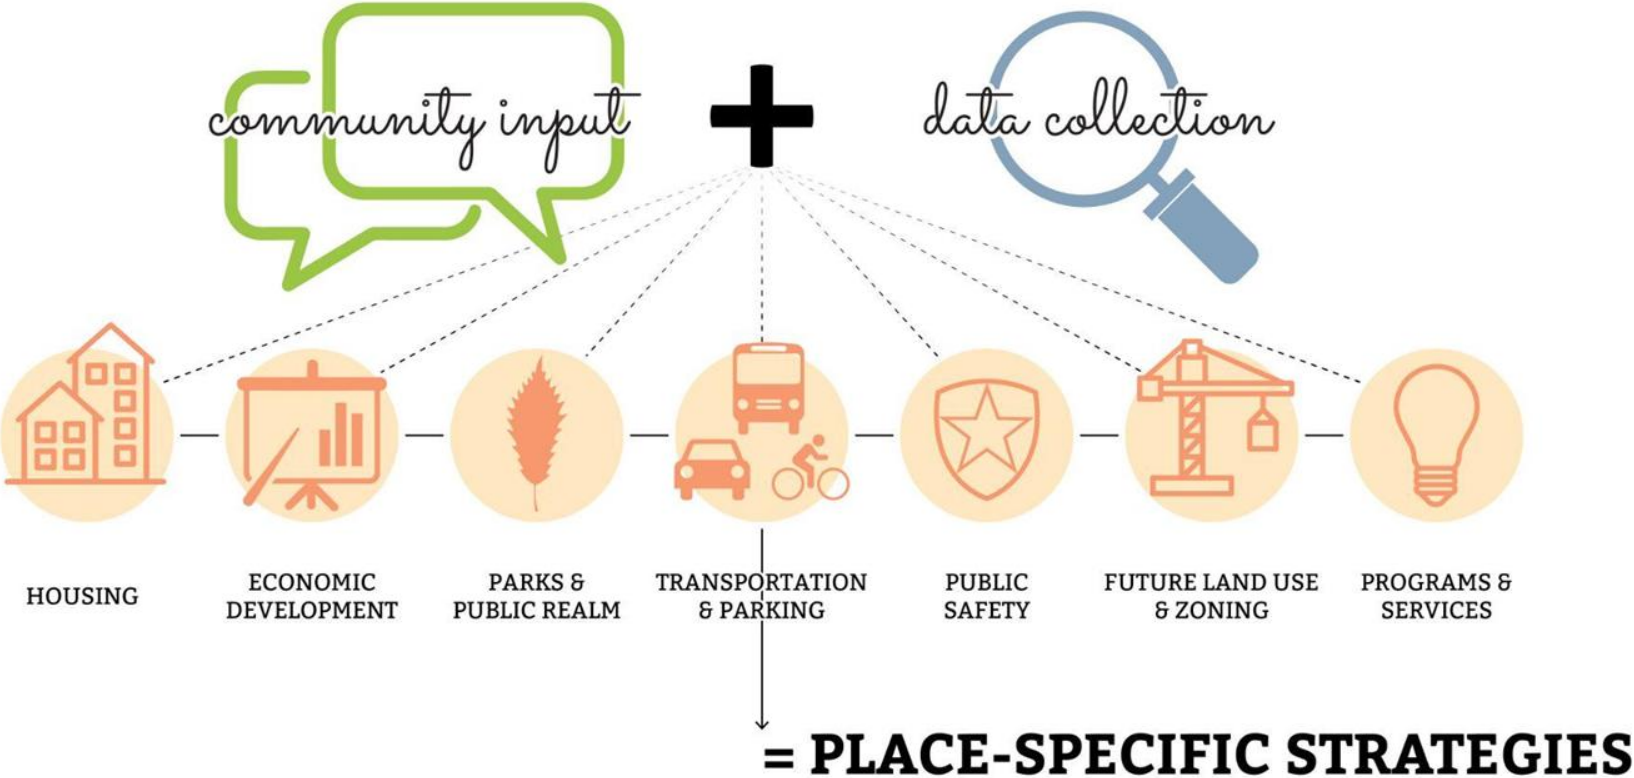 community input + data collection
HOUSING
ECONOMIC
DEVELOPMENT
PARKS &
PUBLIC REALM
TRANSPORTATION
& PARKING
PUBLIC
SAFETY
FUTURE LAND USE
& ZONING
PROGRAMS &
SERVICES
= PLACE-SPECIFIC STRATEGIES